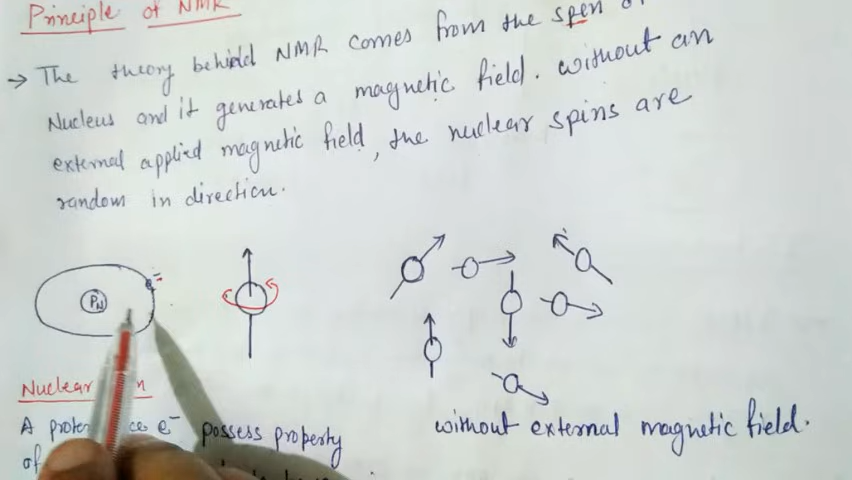 Principle of NMR
→ The theory behind NMR comes from the spen
Nucleus and it generates a magnetic field. without an
external applied magnetic field, the nuclear spins are
random in direction.
PN
Nuclear
A e⁻ possess property
of
without external magnetic field.